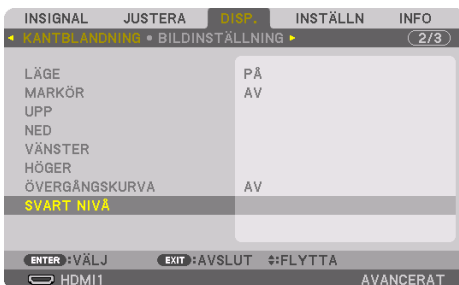 INSIGNAL JUSTERA DISP. INSTÄLLN INFO
KANTBLANDNING • BILDINSTÄLLNING 2/3
LÄGE PÅ
MARKÖR AV
UPP
NED
VÄNSTER
HÖGER
ÖVERGÅNGSKURVA AV
SVART NIVÅ
ENTER :VÄLJ EXIT :AVSLUT :FLYTTA
HDMI1 AVANCERAT